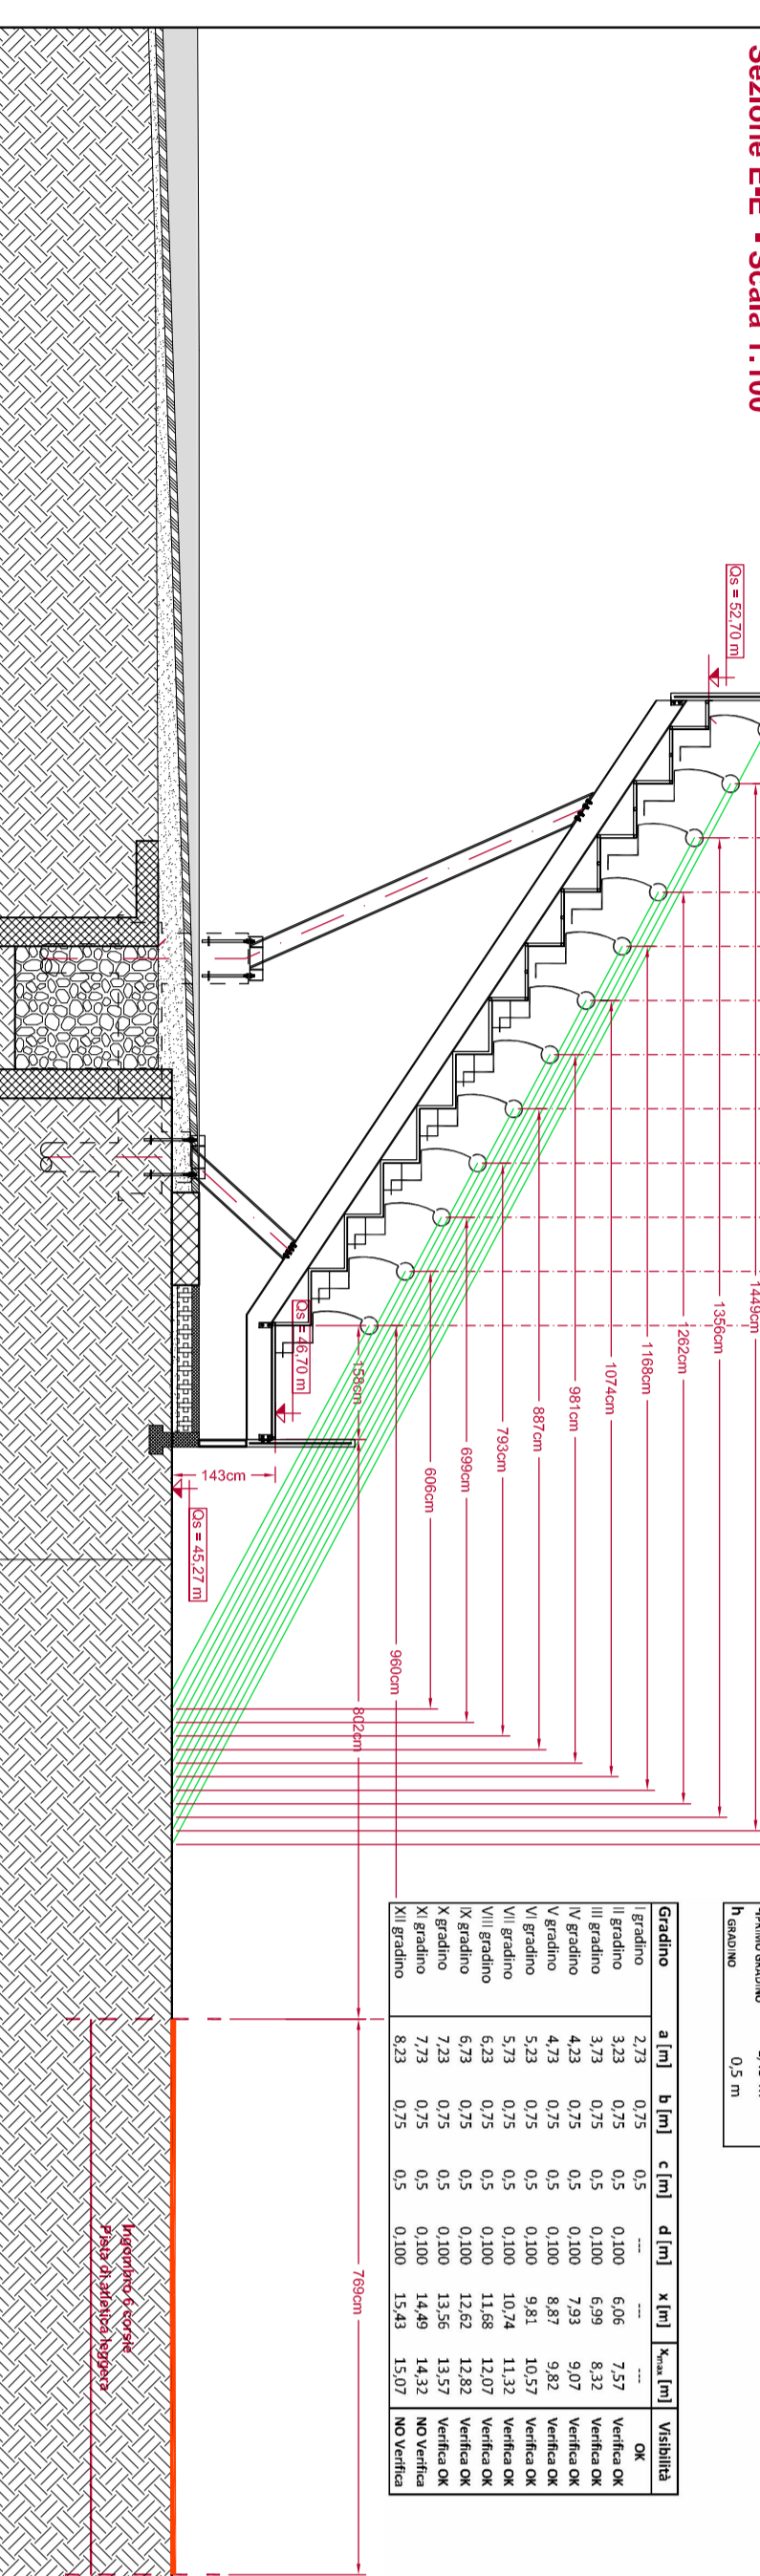 Sezione E-E - Scala 1:100
Qs = 52,70 m
1449cm
1356cm
1262cm
1168cm
1074cm
981cm
887cm
793cm
699cm
606cm
960cm
158cm
802cm
769cm
Qs = 46,70 m
143cm
Qs = 45,27 m
h GRADINO 0,5 m
Gradino a [m] b [m] c [m] d [m] x [m] xmax [m] Visibilità
I gradino 2,73 0,75 0,5 --- --- --- OK
II gradino 3,23 0,75 0,5 0,100 6,06 7,57 Verifica OK
III gradino 3,73 0,75 0,5 0,100 6,99 8,32 Verifica OK
IV gradino 4,23 0,75 0,5 0,100 7,93 9,07 Verifica OK
V gradino 4,73 0,75 0,5 0,100 8,87 9,82 Verifica OK
VI gradino 5,23 0,75 0,5 0,100 9,81 10,57 Verifica OK
VII gradino 5,73 0,75 0,5 0,100 10,74 11,32 Verifica OK
VIII gradino 6,23 0,75 0,5 0,100 11,68 12,07 Verifica OK
IX gradino 6,73 0,75 0,5 0,100 12,62 12,82 Verifica OK
X gradino 7,23 0,75 0,5 0,100 13,56 13,57 Verifica OK
XI gradino 7,73 0,75 0,5 0,100 14,49 14,32 NO Verifica
XII gradino 8,23 0,75 0,5 0,100 15,43 15,07 NO Verifica
Ingombro 6 corsie
Pista di atletica leggera